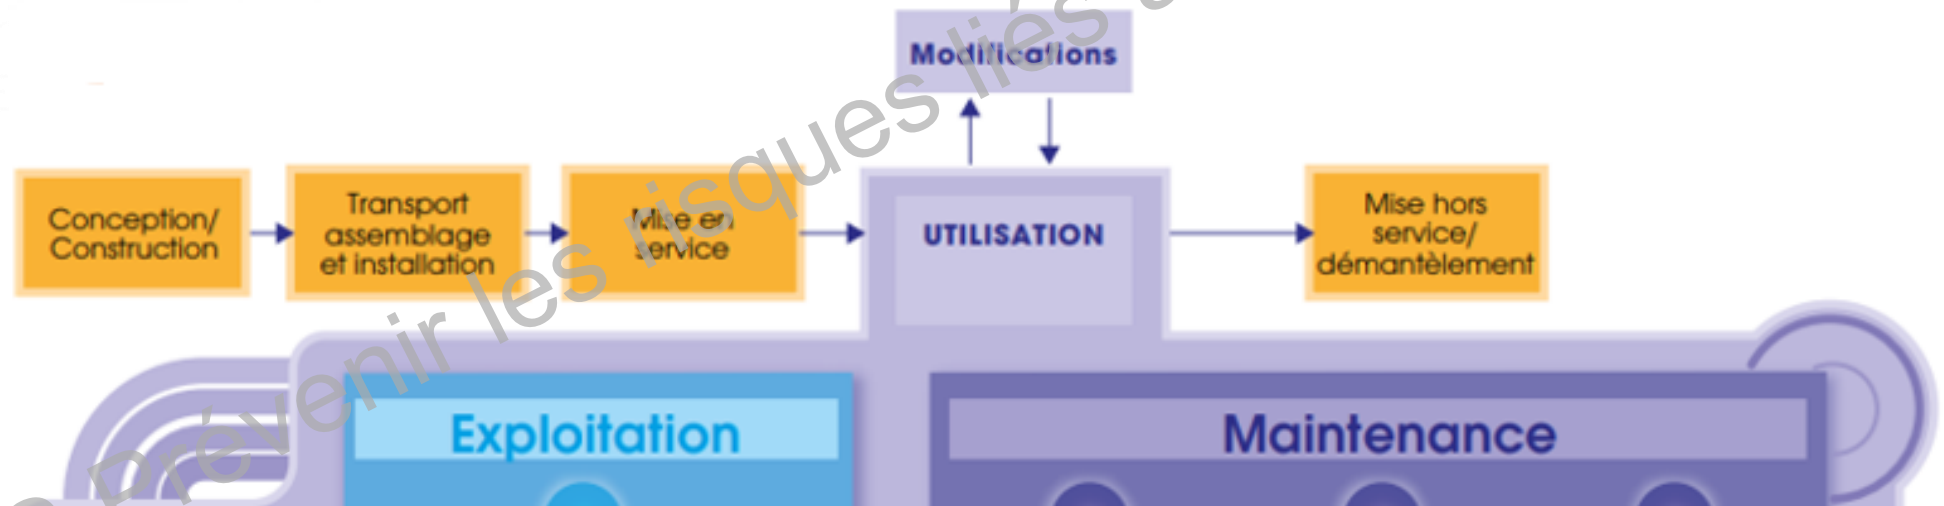 Modifications
Conception/
Construction
Transport
assemblage
et installation
Mise en
service
UTILISATION
Mise hors
service/
démantèlement
Exploitation
Maintenance
Prévenir les risques liés